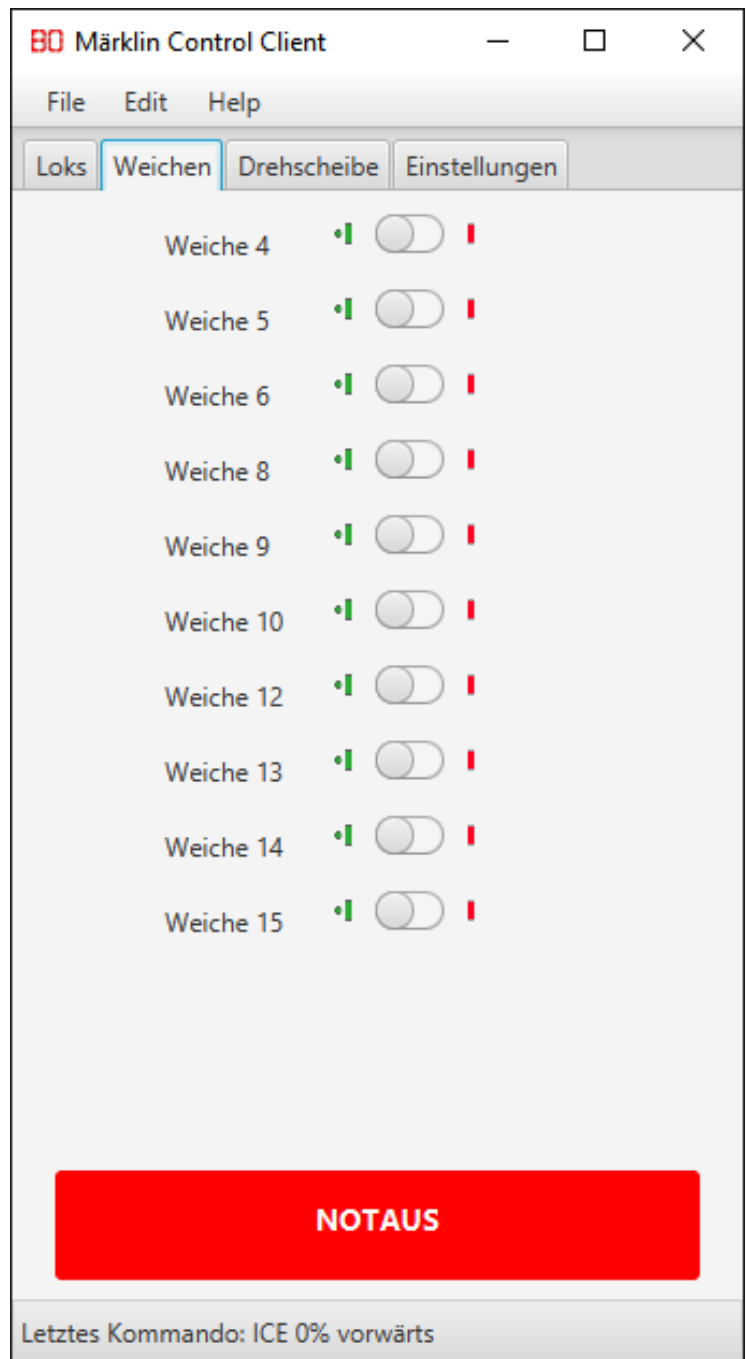 BO Märklin Control Client
File Edit Help
Loks Weichen Drehscheibe Einstellungen
Weiche 4
Weiche 5
Weiche 6
Weiche 8
Weiche 9
Weiche 10
Weiche 12
Weiche 13
Weiche 14
Weiche 15
NOTAUS
Letztes Kommando: ICE 0% vorwärts